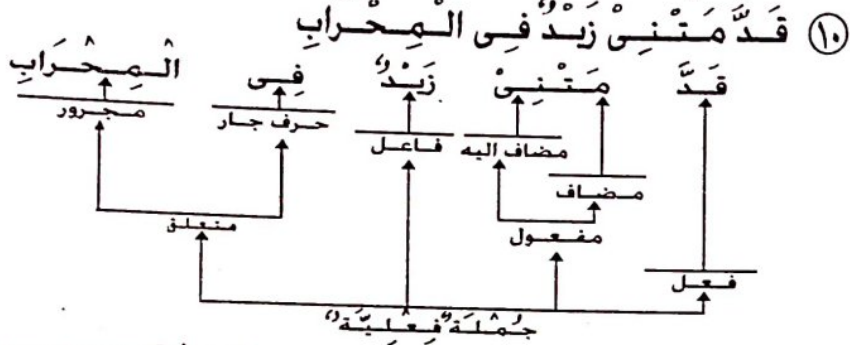 ١٠ قَدَّ مَتْنِىْ زَيْدٌ فِى الْمِحْرَابِ
قَدَّ مَتْنِىْ زَيْدٌ فِى الْمِحْرَابِ
مضاف اليه فاعل حرف جار مجرور
مضاف
مفعول متعلق
فعل
جُمْلَةٌ فِعْلِيَّةٌ